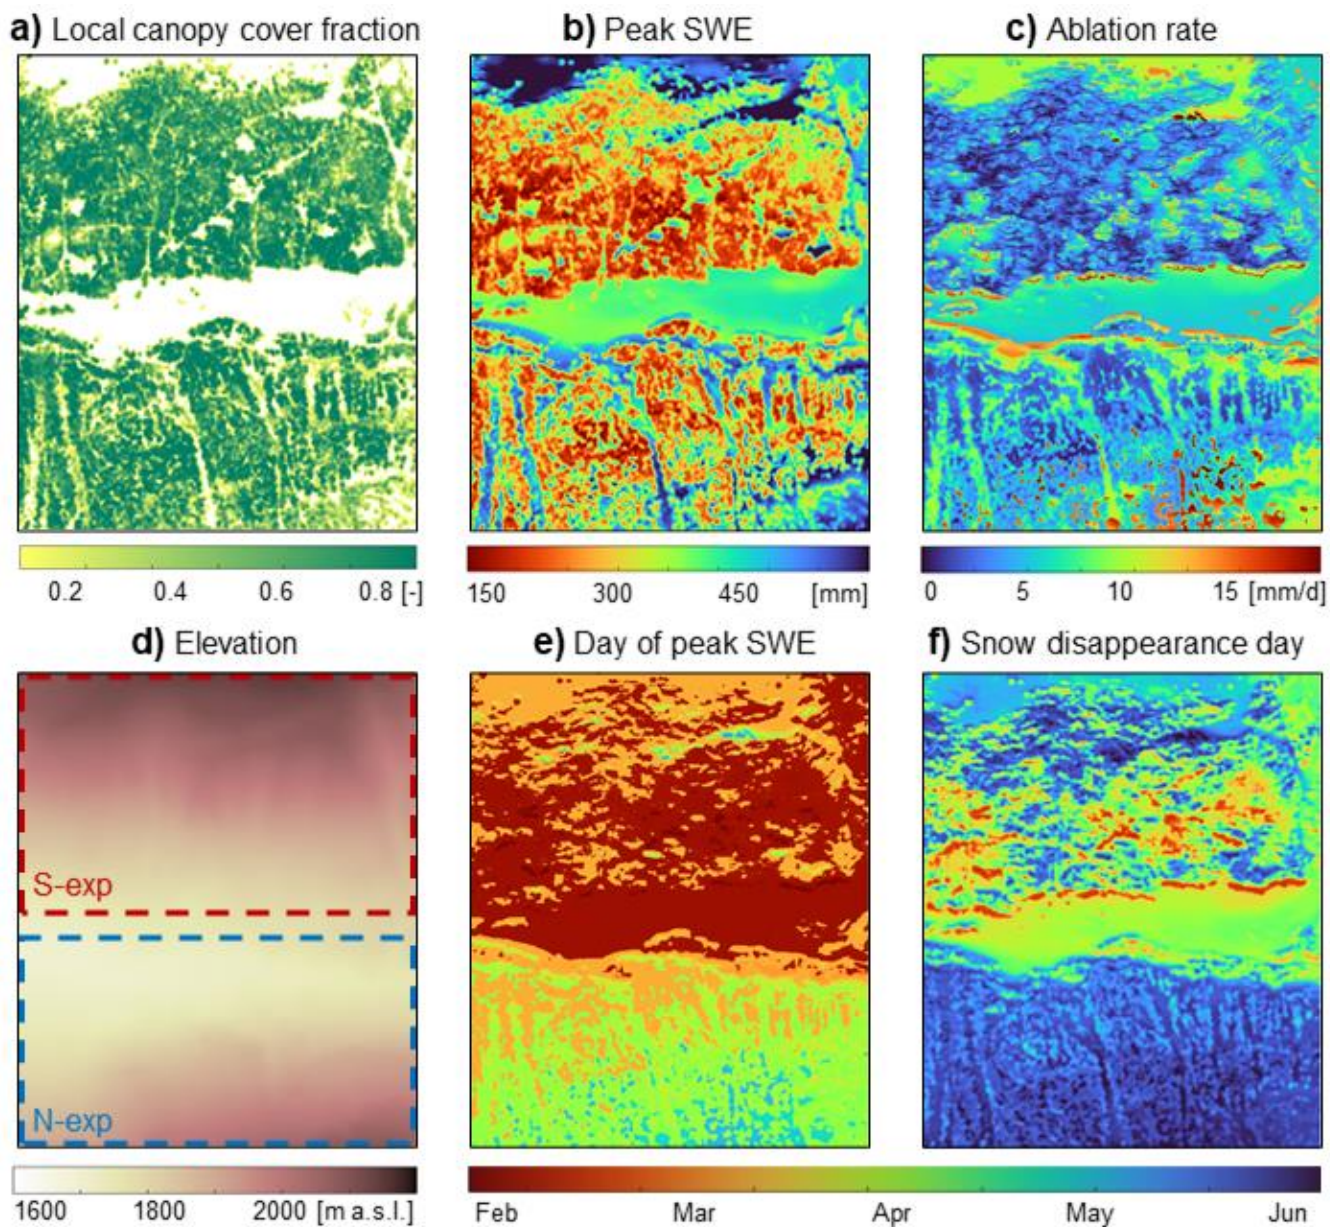 a) Local canopy cover fraction
b) Peak SWE
c) Ablation rate
0.2 0.4 0.6 0.8 [-]
150 300 450 [mm]
0 5 10 15 [mm/d]
d) Elevation
e) Day of peak SWE
f) Snow disappearance day
S-exp
N-exp
1600 1800 2000 [m a.s.l.]
Feb Mar Apr May Jun